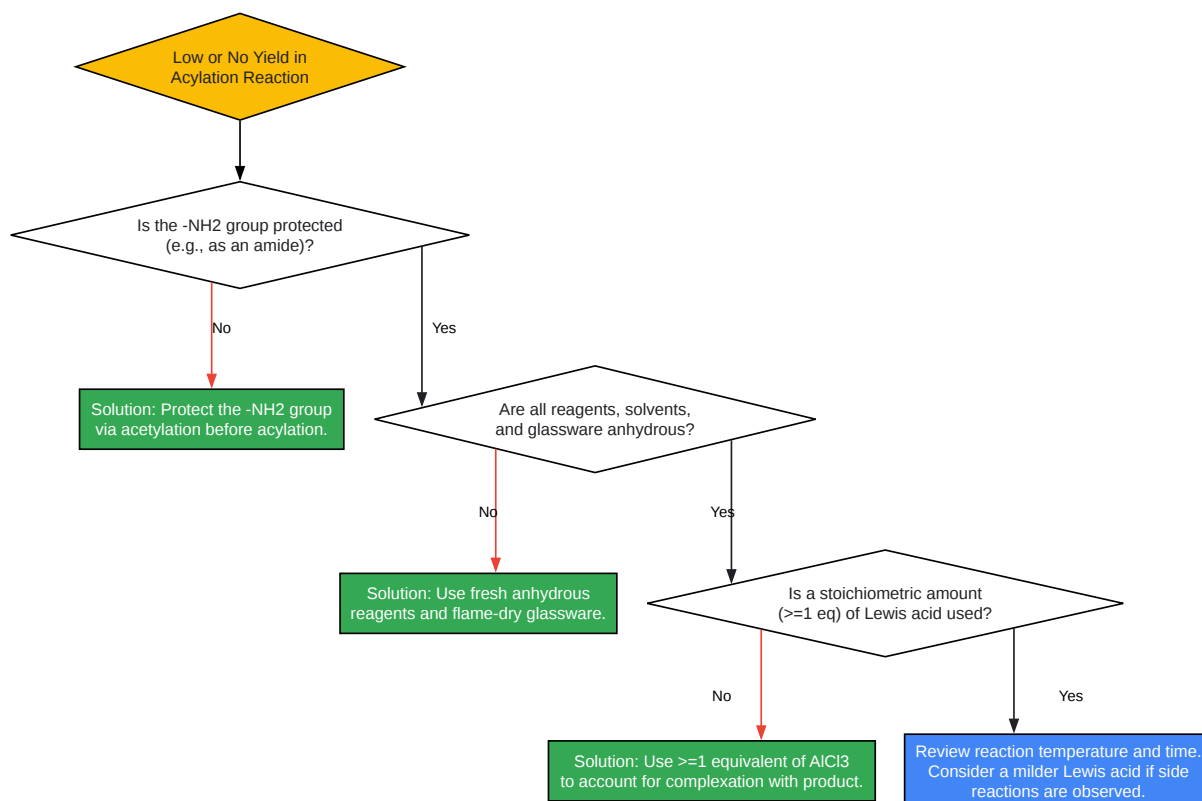 Low or No Yield in
Acylation Reaction
Is the -NH2 group protected
(e.g., as an amide)?
No
Yes
Solution: Protect the -NH2 group
via acetylation before acylation.
Are all reagents, solvents,
and glassware anhydrous?
No
Yes
Solution: Use fresh anhydrous
reagents and flame-dry glassware.
Is a stoichiometric amount
(>=1 eq) of Lewis acid used?
No
Yes
Solution: Use >=1 equivalent of AlCl3
to account for complexation with product.
Review reaction temperature and time.
Consider a milder Lewis acid if side
reactions are observed.